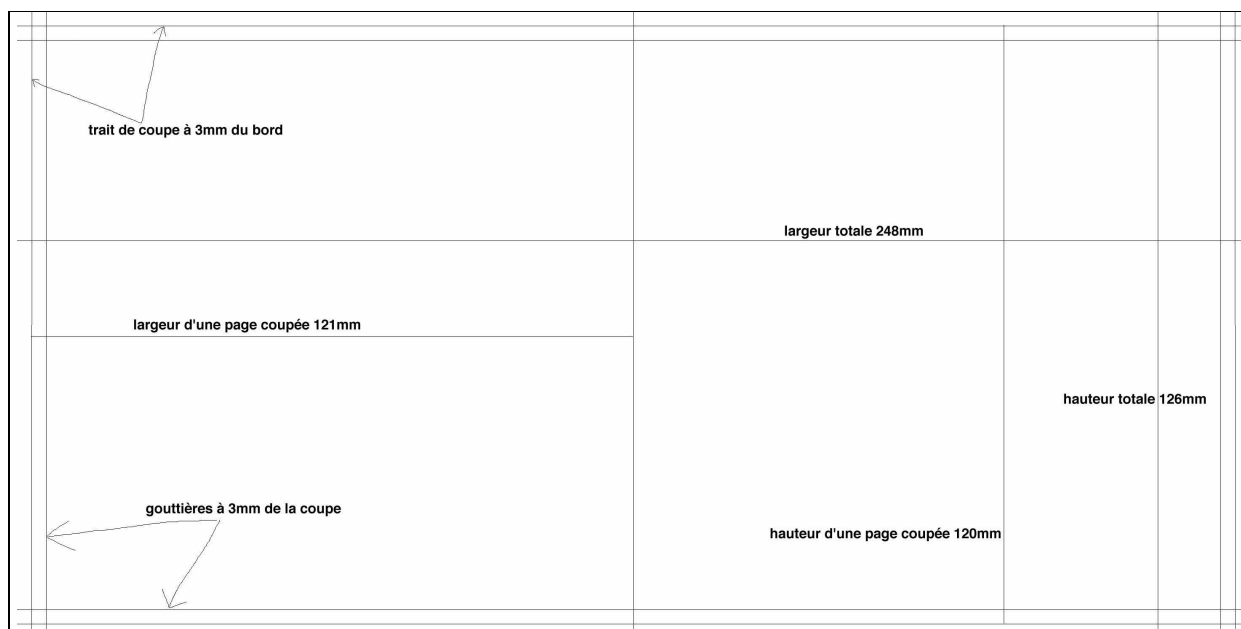 trait de coupe à 3mm du bord
largeur totale 248mm
largeur d'une page coupée 121mm
hauteur totale 126mm
gouttières à 3mm de la coupe
hauteur d'une page coupée 120mm